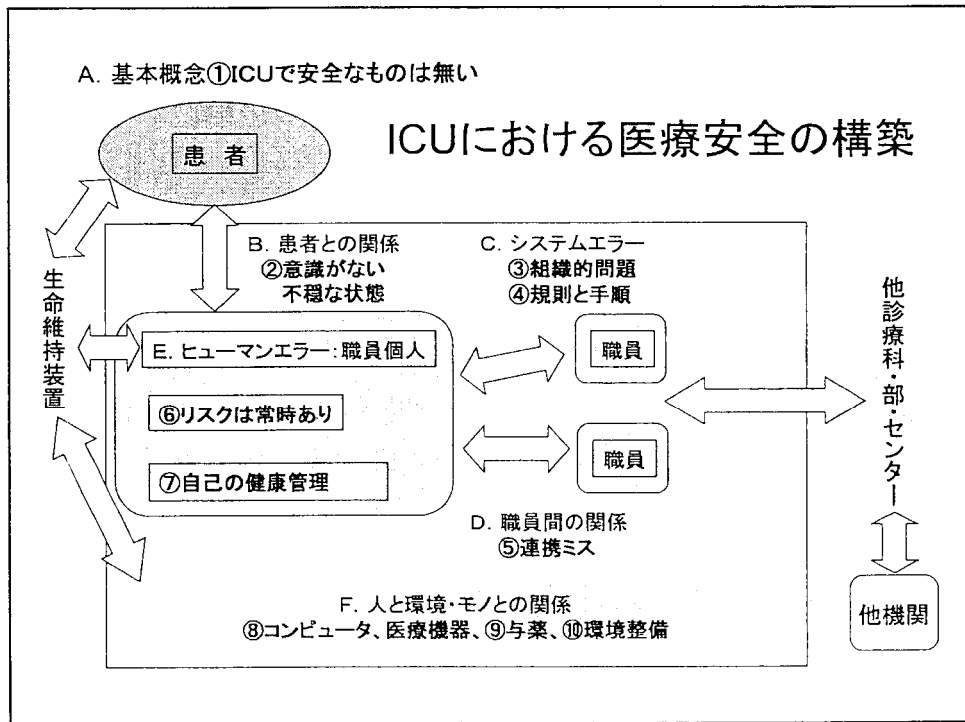 A. 基本概念①ICUで安全なものは無い
ICUにおける医療安全の構築
患 者
B. 患者との関係
②意識がない
不穏な状態
C. システムエラー
③組織的問題
④規則と手順
生命維持装置
E. ヒューマンエラー:職員個人
⑥リスクは常時あり
⑦自己の健康管理
職員
職員
D. 職員間の関係
⑤連携ミス
他診療科・部・センター
他機関
F. 人と環境・モノとの関係
⑧コンピュータ、医療機器、⑨与薬、⑩環境整備